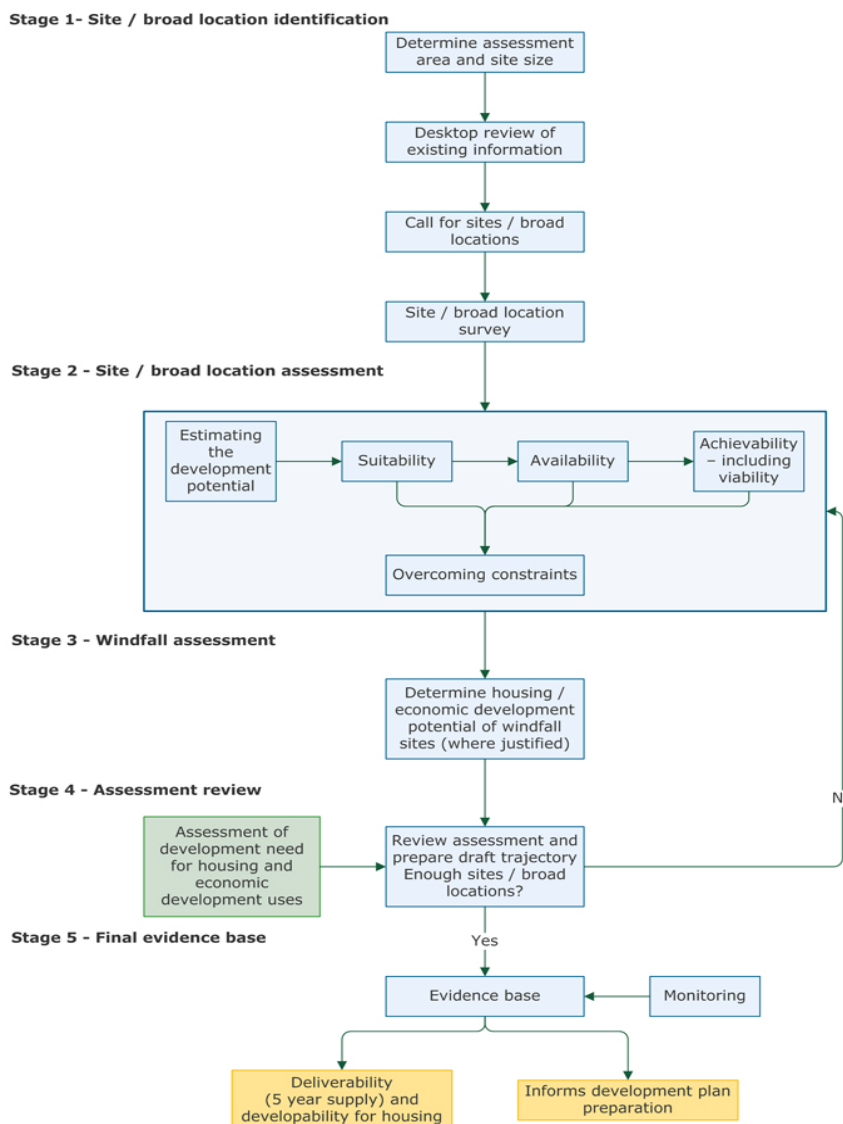 Stage 1- Site / broad location identification
Determine assessment
area and site size
Desktop review of
existing information
Call for sites / broad
locations
Site / broad location
survey
Stage 2 - Site / broad location assessment
Estimating
the
development
potential
Suitability
Availability
Achievability
– including
viability
Overcoming constraints
Stage 3 - Windfall assessment
Determine housing /
economic development
potential of windfall
sites (where justified)
Stage 4 - Assessment review
N
Assessment of
development need
for housing and
economic
development uses
Review assessment and
prepare draft trajectory
Enough sites / broad
locations?
Stage 5 - Final evidence base
Yes
Evidence base
Monitoring
Deliverability
(5 year supply) and
developability for housing
Informs development plan
preparation